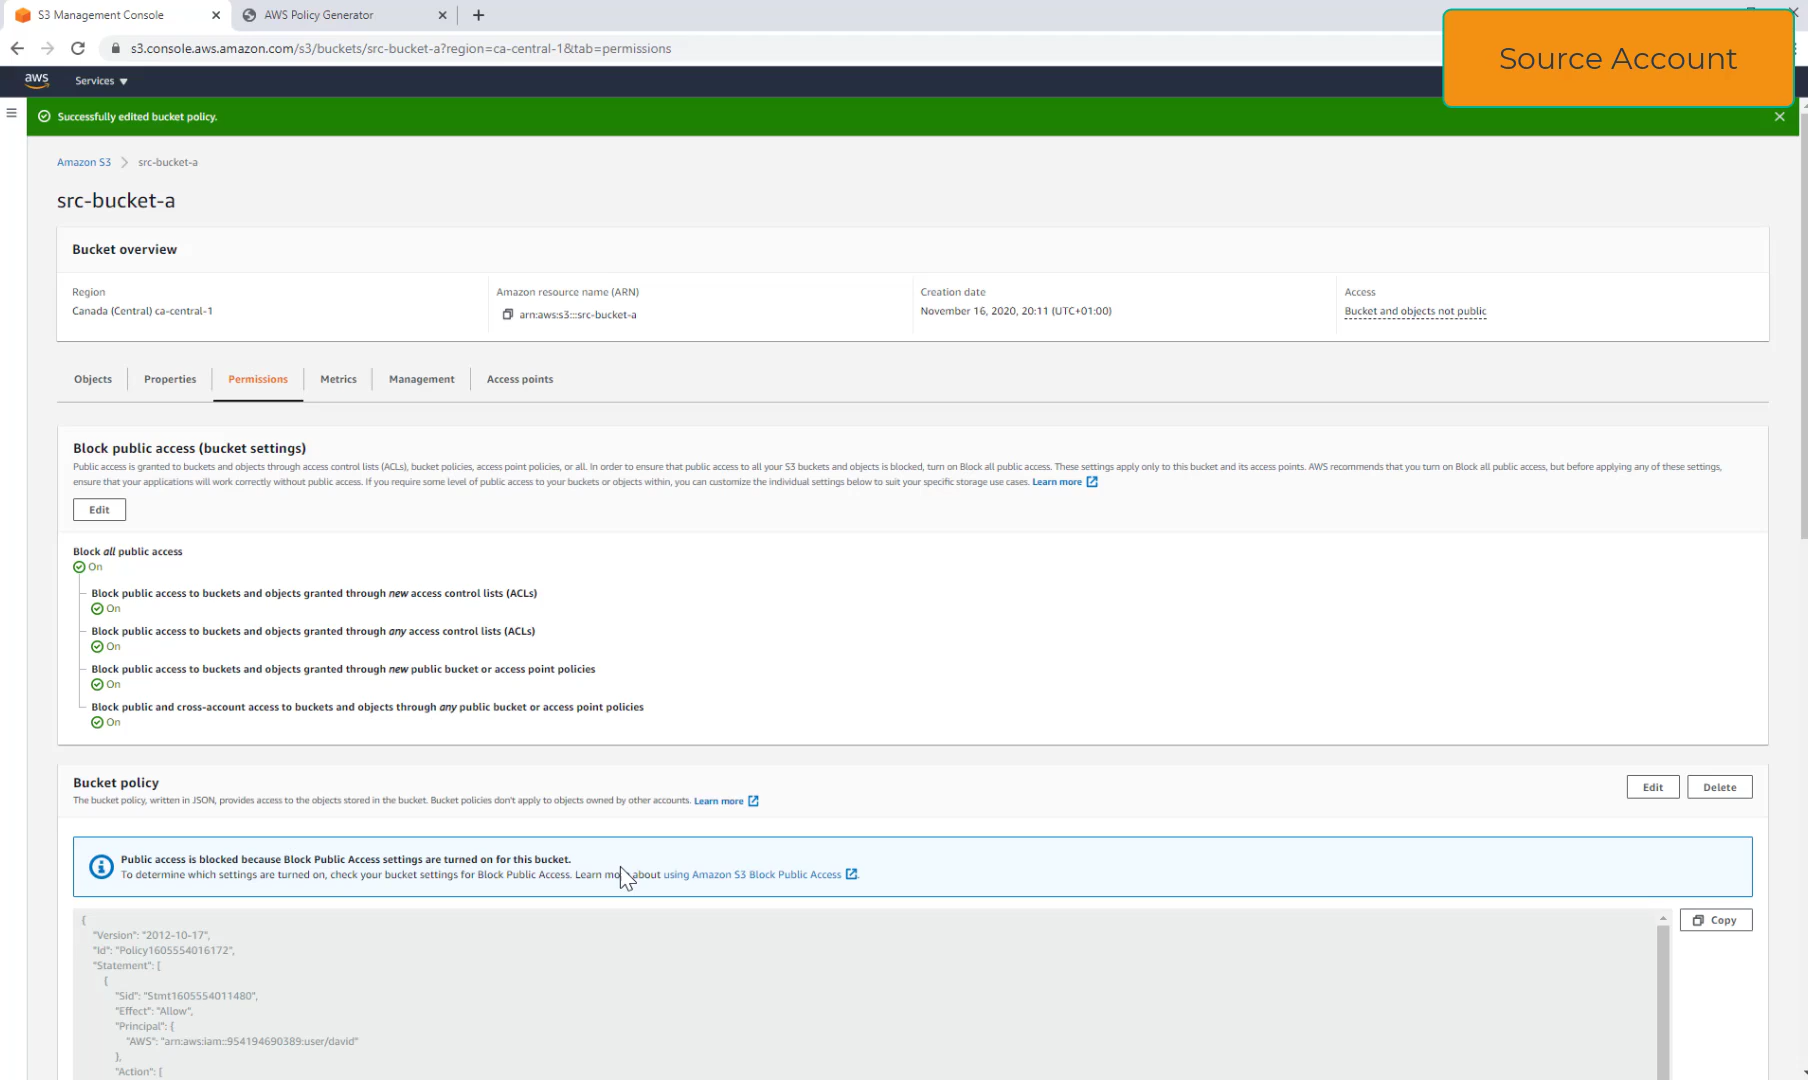 S3 Management Console
AWS Policy Generator
s3.console.aws.amazon.com/s3/buckets/src-bucket-a?region=ca-central-1&tab=permissions
Source Account
aws
Services
Successfully edited bucket policy.
Amazon S3
src-bucket-a
src-bucket-a
Bucket overview
Region
Amazon resource name (ARN)
Creation date
Access
Canada (Central) ca-central-1
arn:aws:s3:::src-bucket-a
November 16, 2020, 20:11 (UTC+01:00)
Bucket and objects not public
Objects
Properties
Permissions
Metrics
Management
Access points
Block public access (bucket settings)
Public access is granted to buckets and objects through access control lists (ACLs), bucket policies, access point policies, or all. In order to ensure that public access to all your S3 buckets and objects is blocked, turn on Block all public access. These settings apply only to this bucket and its access points. AWS recommends that you turn on Block all public access, but before applying any of these settings,
ensure that your applications will work correctly without public access. If you require some level of public access to your buckets or objects within, you can customize the individual settings below to suit your specific storage use cases. Learn more
Edit
Block all public access
On
Block public access to buckets and objects granted through new access control lists (ACLs)
On
Block public access to buckets and objects granted through any access control lists (ACLs)
On
Block public access to buckets and objects granted through new public bucket or access point policies
On
Block public and cross-account access to buckets and objects through any public bucket or access point policies
On
Bucket policy
The bucket policy, written in JSON, provides access to the objects stored in the bucket. Bucket policies don't apply to objects owned by other accounts. Learn more
Edit
Delete
Public access is blocked because Block Public Access settings are turned on for this bucket.
To determine which settings are turned on, check your bucket settings for Block Public Access. Learn more about using Amazon S3 Block Public Access
Copy
{
"Version": "2012-10-17",
"Id": "Policy1605554016172",
"Statement": [
{
"Sid": "Stmt1605554011480",
"Effect": "Allow",
"Principal": {
"AWS": "arn:aws:iam::954194690389:user/david"
},
"Action": [